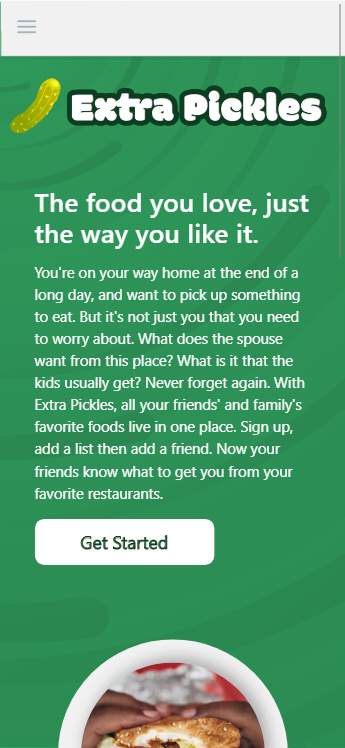 Extra Pickles
The food you love, just
the way you like it.
You're on your way home at the end of a
long day, and want to pick up something
to eat. But it's not just you that you need
to worry about. What does the spouse
want from this place? What is it that the
kids usually get? Never forget again. With
Extra Pickles, all your friends' and family's
favorite foods live in one place. Sign up,
add a list then add a friend. Now your
friends know what to get you from your
favorite restaurants.
Get Started